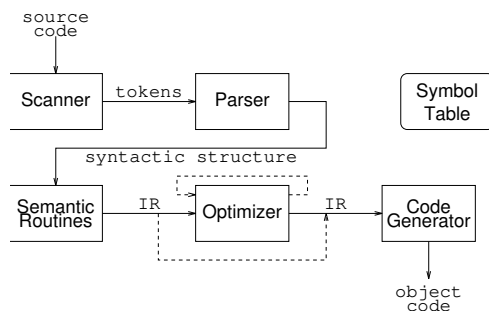 source
code
Scanner
tokens
Parser
Symbol
Table
syntactic structure
Semantic
Routines
IR
Optimizer
IR
Code
Generator
object
code